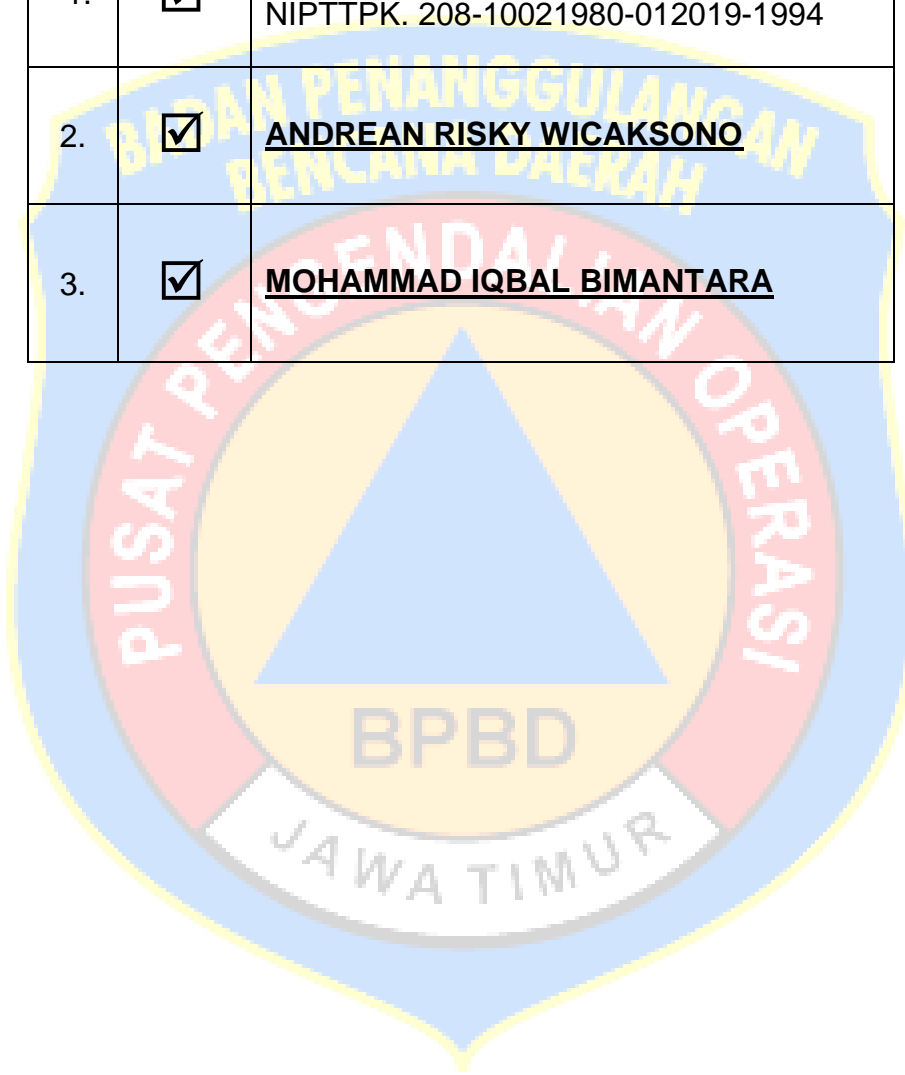 1. ☑
NIPTTPK. 208-10021980-012019-1994
2. ☑ ANDREAN RISKY WICAKSONO
3. ☑ MOHAMMAD IQBAL BIMANTARA
BADAN PENANGGULANGAN
BENCANA DAERAH
PUSAT PENGENDALIAN OPERASI
BPBD
JAWA TIMUR